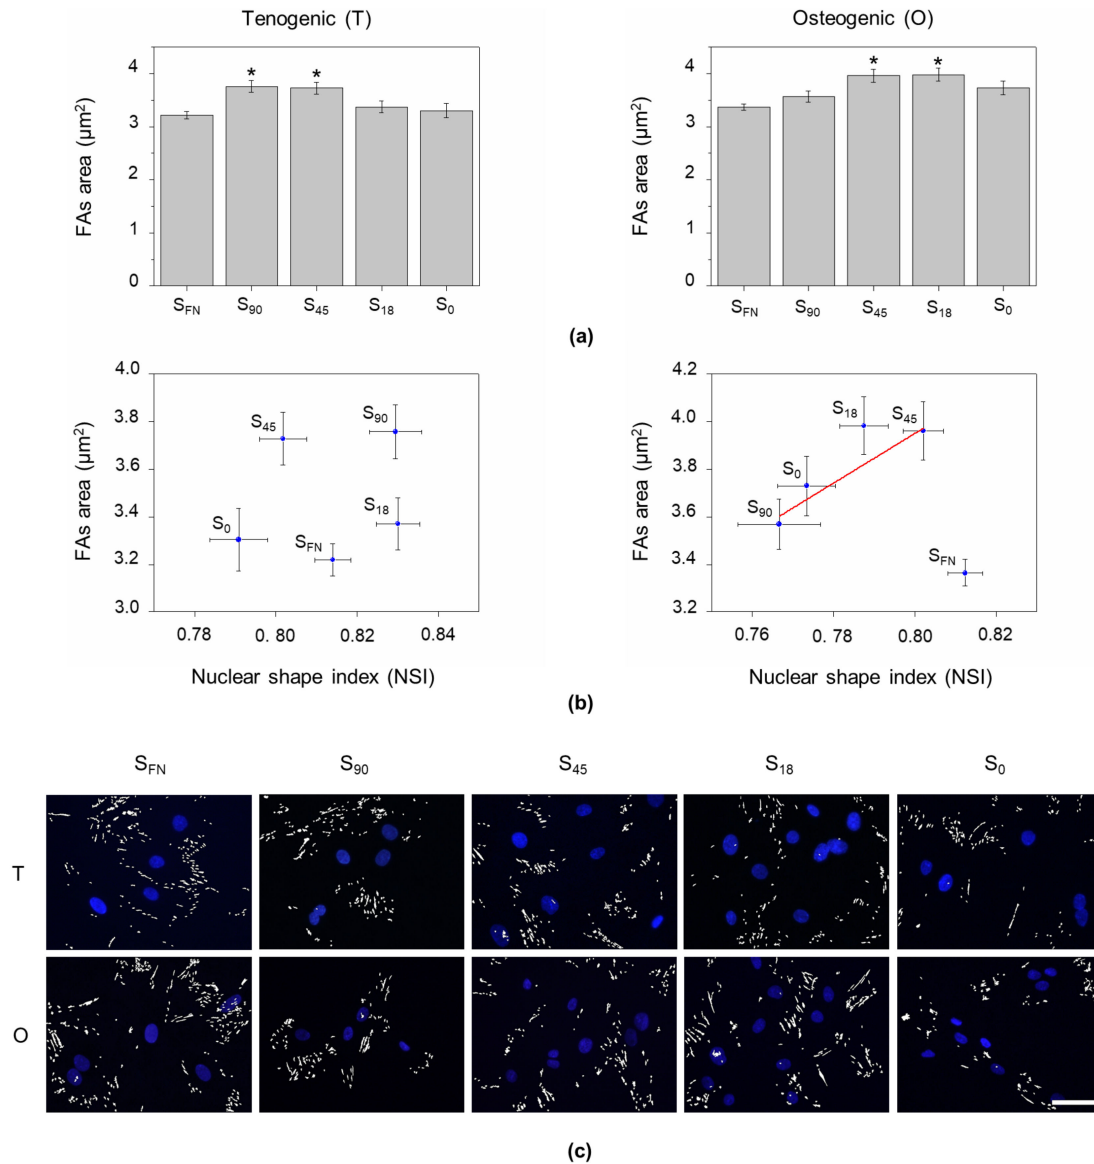 (a)
Tenogenic (T)
Osteogenic (O)
FAs area (µm²)
4
3
2
1
0
S_FN S_90 S_45 S_18 S_0
* *
FAs area (µm²)
4
3
2
1
0
S_FN S_90 S_45 S_18 S_0
* *
(a)
FAs area (µm²)
4.0
3.8
3.6
3.4
3.2
3.0
S_45
S_90
S_0
S_FN
S_18
0.78 0.80 0.82 0.84
Nuclear shape index (NSI)
FAs area (µm²)
4.2
4.0
3.8
3.6
3.4
3.2
S_18
S_45
S_0
S_90
S_FN
0.76 0.78 0.80 0.82
Nuclear shape index (NSI)
(b)
S_FN S_90 S_45 S_18 S_0
T
O
(c)